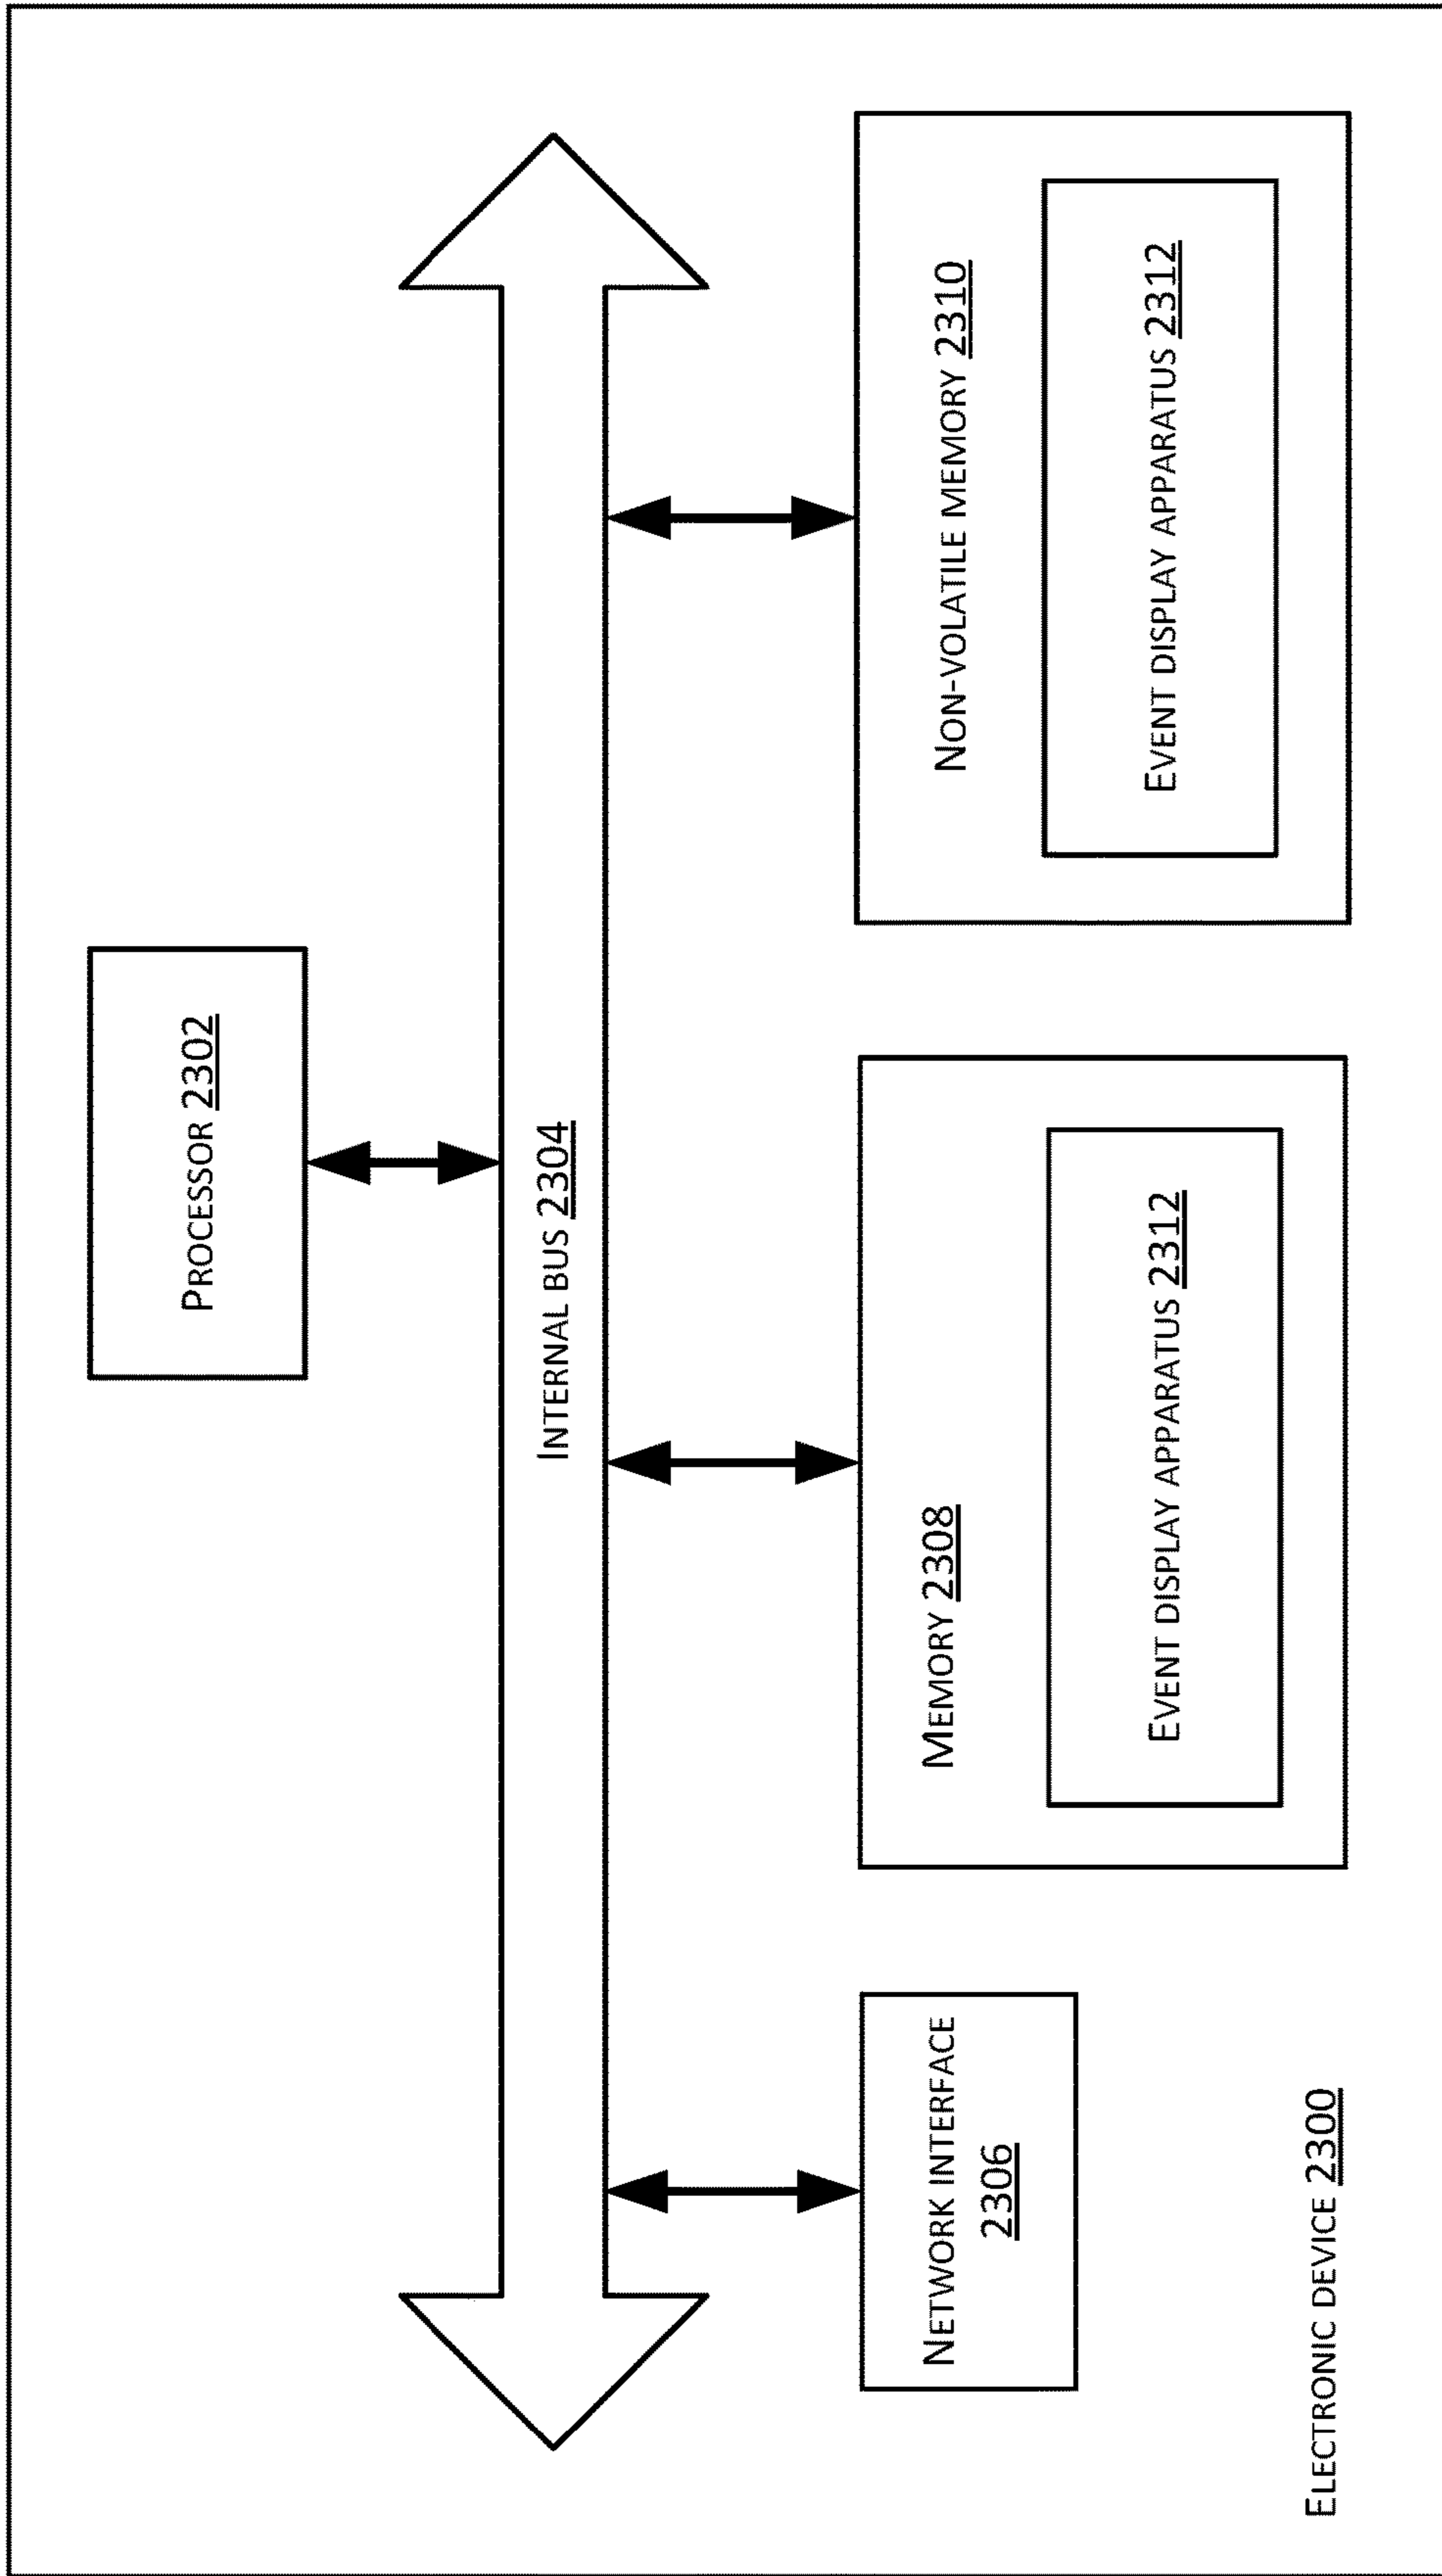 PROCESSOR 2302
INTERNAL BUS 2304
NETWORK INTERFACE
2306
MEMORY 2308
EVENT DISPLAY APPARATUS 2312
NON-VOLATILE MEMORY 2310
EVENT DISPLAY APPARATUS 2312
ELECTRONIC DEVICE 2300